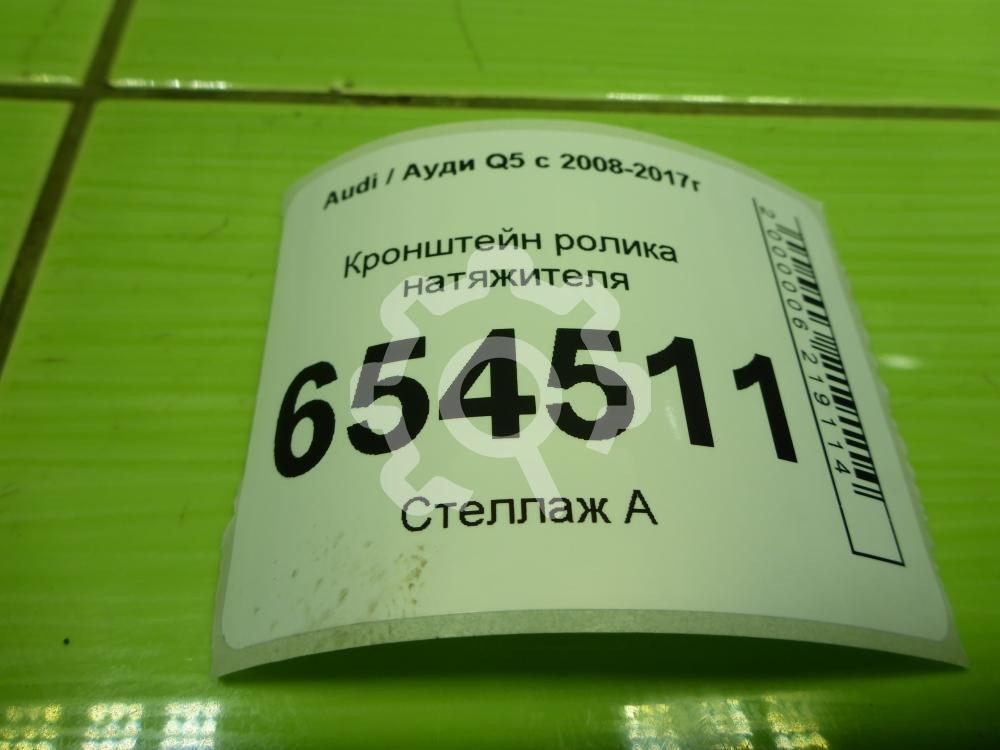 Audi / Ауди Q5 с 2008-2017г
Кронштейн ролика
натяжителя
654511
Стеллаж А
2000006219114